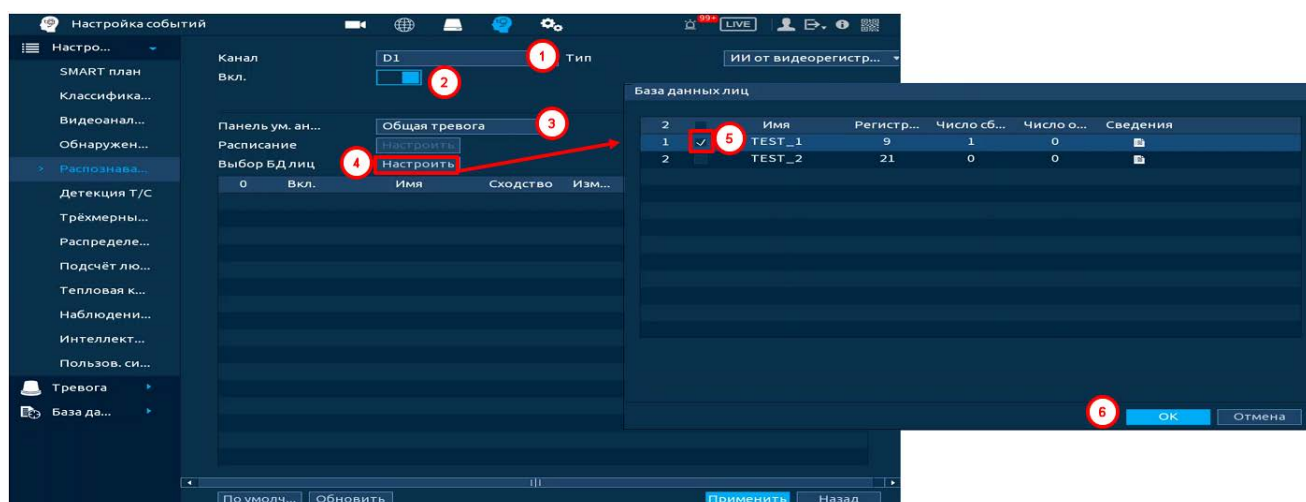 Настройка событий
99+
LIVE
Настро...
SMART план
Классифика...
Видеоанал...
Обнаружен...
Распознава...
Детекция Т/С
Трёхмерны...
Распределе...
Подсчёт лю...
Тепловая к...
Наблюдени...
Интеллект...
Пользов. си...
Тревога
База да...
Канал D1 1 Тип ИИ от видеорегистр...
Вкл. 2
Панель ум. ан... Общая тревога 3
Расписание Настроить
Выбор БД лиц 4 Настроить
0 Вкл. Имя Сходство Изм...
По умолч... Обновить Применить Назад
База данных лиц
2 Имя Регистр... Число сб... Число о... Сведения
1 5 TEST_1 9 1 0
2 TEST_2 21 0 0
6 OK Отмена